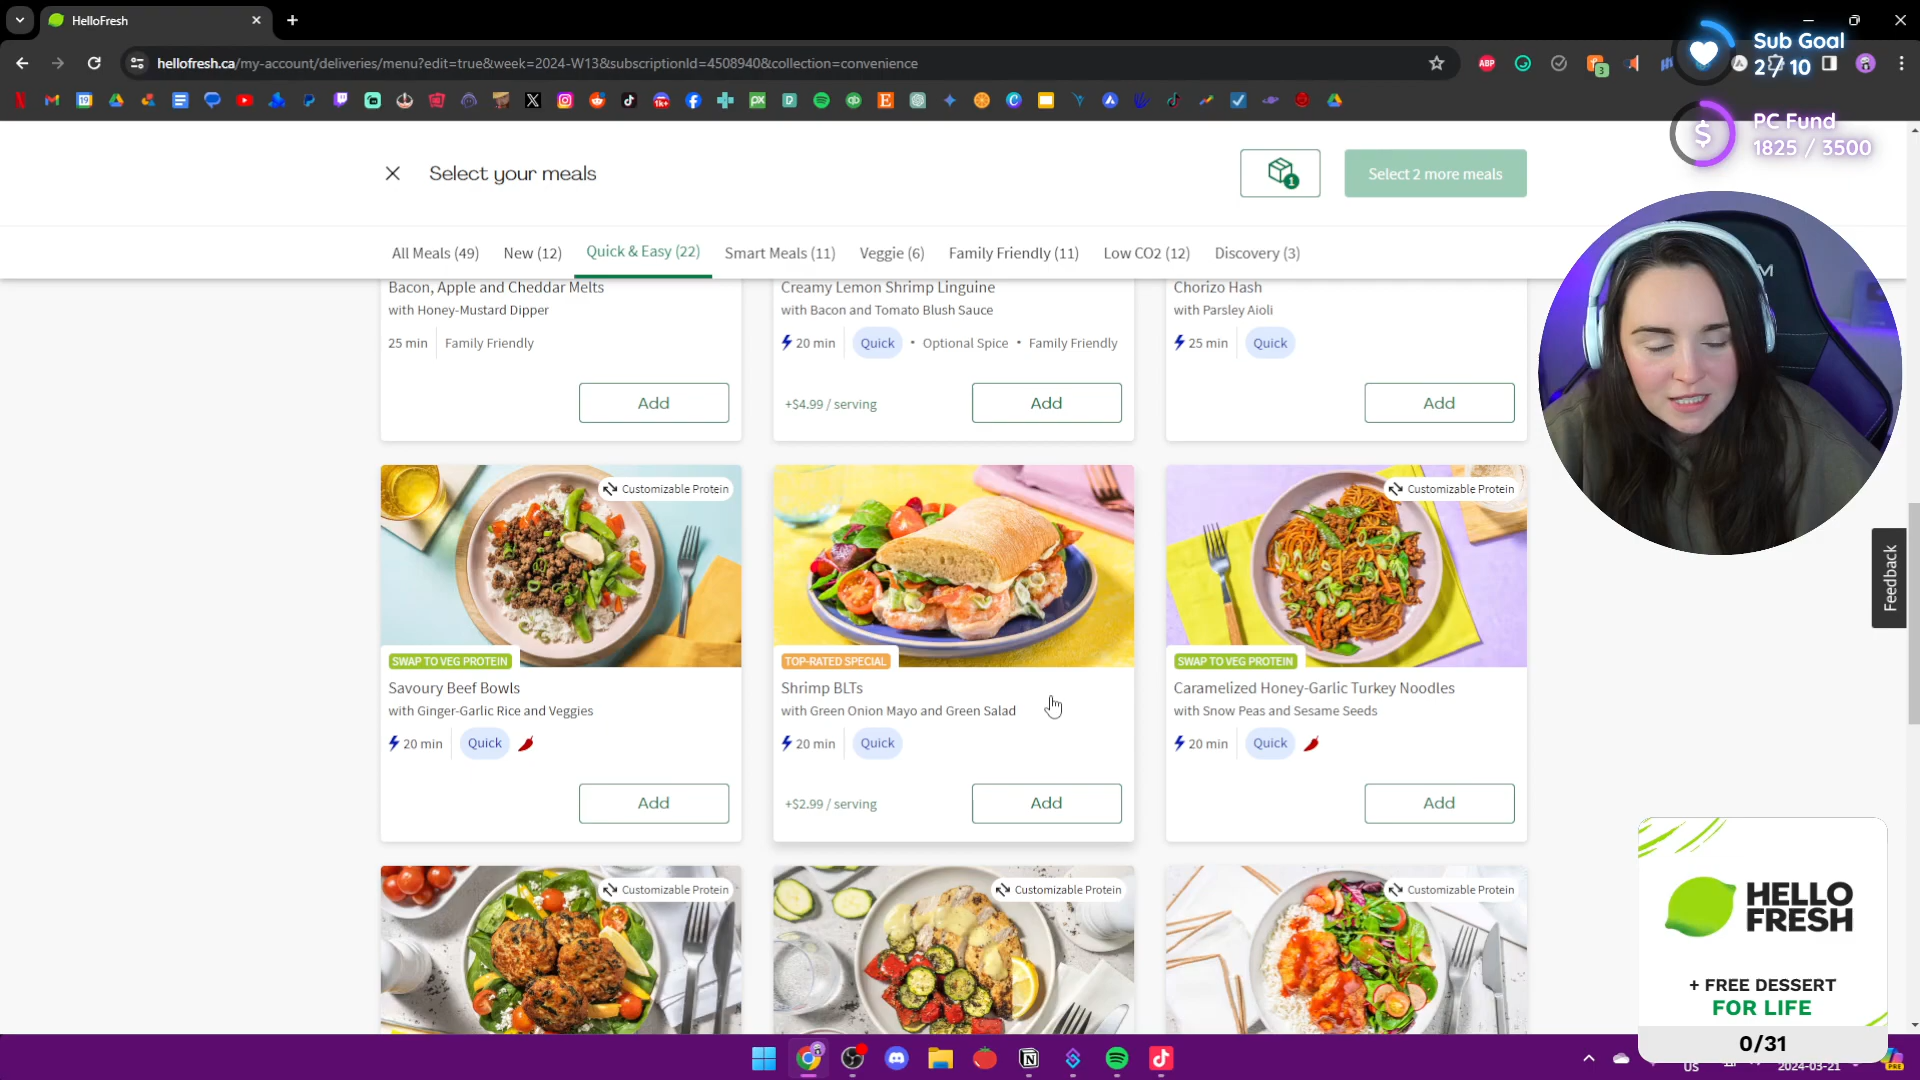 HelloFresh
hellofresh.ca/my-account/deliveries/menu?edit=true&week=2024-W13&subscriptionId=4508940&collection=convenience
Sub Goal
2 / 10
PC Fund
1825 / 3500
Select your meals
1
Select 2 more meals
All Meals (49)
New (12)
Quick & Easy (22)
Smart Meals (11)
Veggie (6)
Family Friendly (11)
Low CO2 (12)
Discovery (3)
Bacon, Apple and Cheddar Melts
with Honey-Mustard Dipper
25 min
Family Friendly
Add
Creamy Lemon Shrimp Linguine
with Bacon and Tomato Blush Sauce
20 min
Quick
• Optional Spice • Family Friendly
+$4.99 / serving
Add
Chorizo Hash
with Parsley Aioli
25 min
Quick
Add
Customizable Protein
SWAP TO VEG PROTEIN
Savoury Beef Bowls
with Ginger-Garlic Rice and Veggies
20 min
Quick
Add
TOP-RATED SPECIAL
Shrimp BLTs
with Green Onion Mayo and Green Salad
20 min
Quick
+$2.99 / serving
Add
Customizable Protein
SWAP TO VEG PROTEIN
Caramelized Honey-Garlic Turkey Noodles
with Snow Peas and Sesame Seeds
20 min
Quick
Add
Customizable Protein
Customizable Protein
Customizable Protein
Feedback
HELLO
FRESH
+ FREE DESSERT
FOR LIFE
0/31
US
2024-03-21